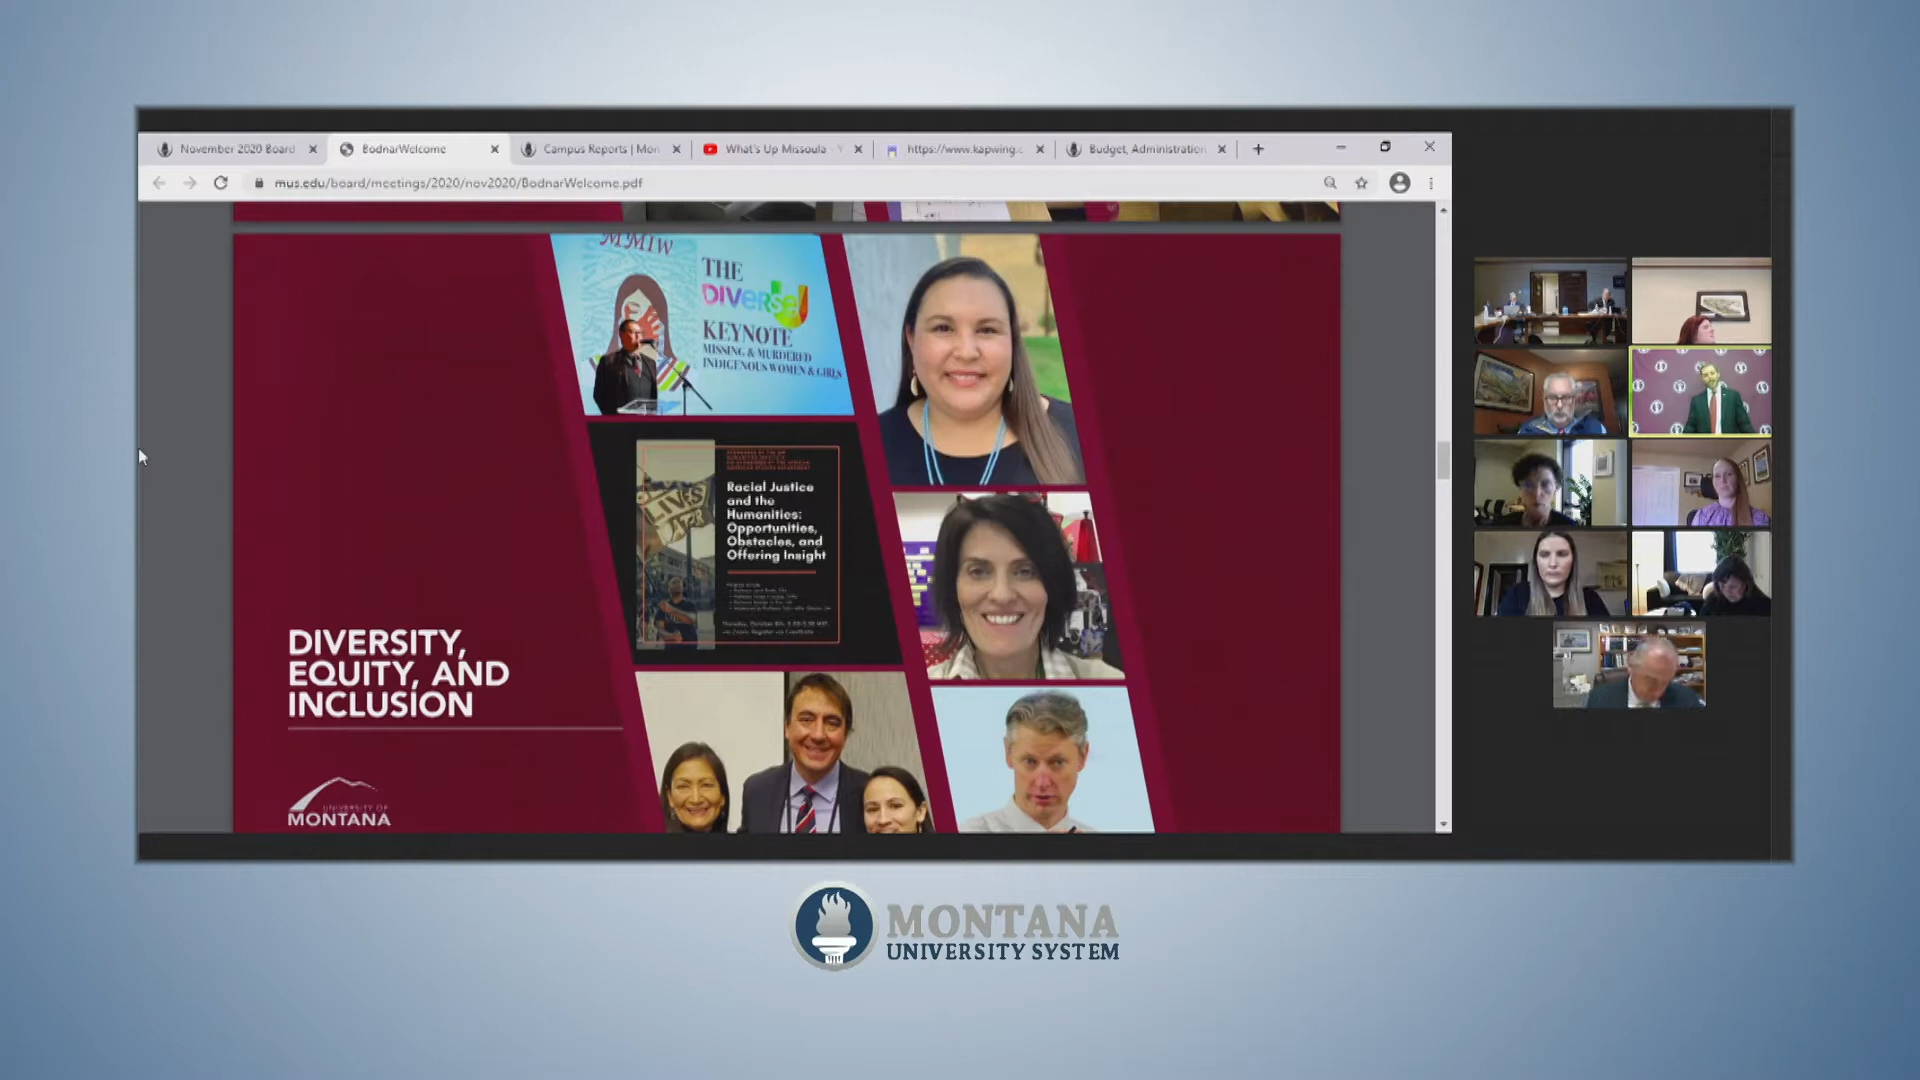 November 2020 Board
BodnarWelcome
Campus Reports | Mon
What's Up Missoula - Y
https://www.kapwing.c
Budget, Administration
mus.edu/board/meetings/2020/nov2020/BodnarWelcome.pdf
MMIW
THE
DIVERSE U
KEYNOTE
MISSING & MURDERED
INDIGENOUS WOMEN & GIRLS
LIVES
Racial Justice
and the
Humanities:
Opportunities,
Obstacles, and
Offering Insight
DIVERSITY,
EQUITY, AND
INCLUSION
UNIVERSITY OF
MONTANA
MONTANA
UNIVERSITY SYSTEM